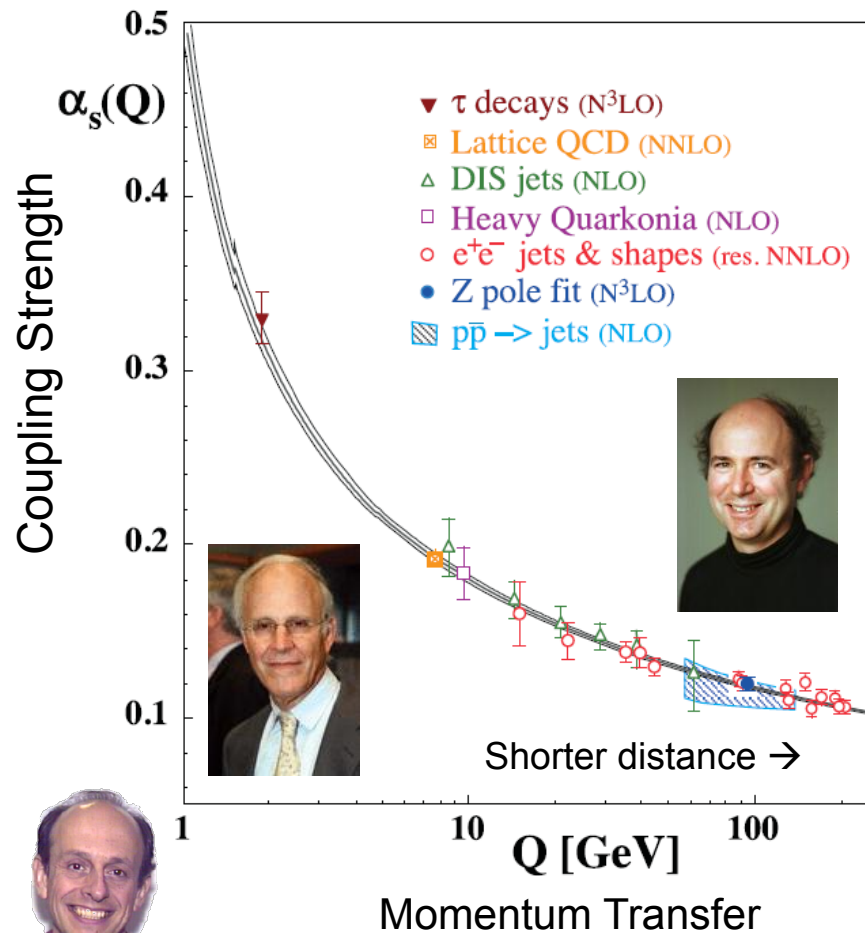 0.5
αs(Q)
0.4
0.3
0.2
0.1
Coupling Strength
τ decays (N³LO)
Lattice QCD (NNLO)
DIS jets (NLO)
Heavy Quarkonia (NLO)
e⁺e⁻ jets & shapes (res. NNLO)
Z pole fit (N³LO)
pp̅ –> jets (NLO)
Shorter distance →
1 10 100
Q [GeV]
Momentum Transfer